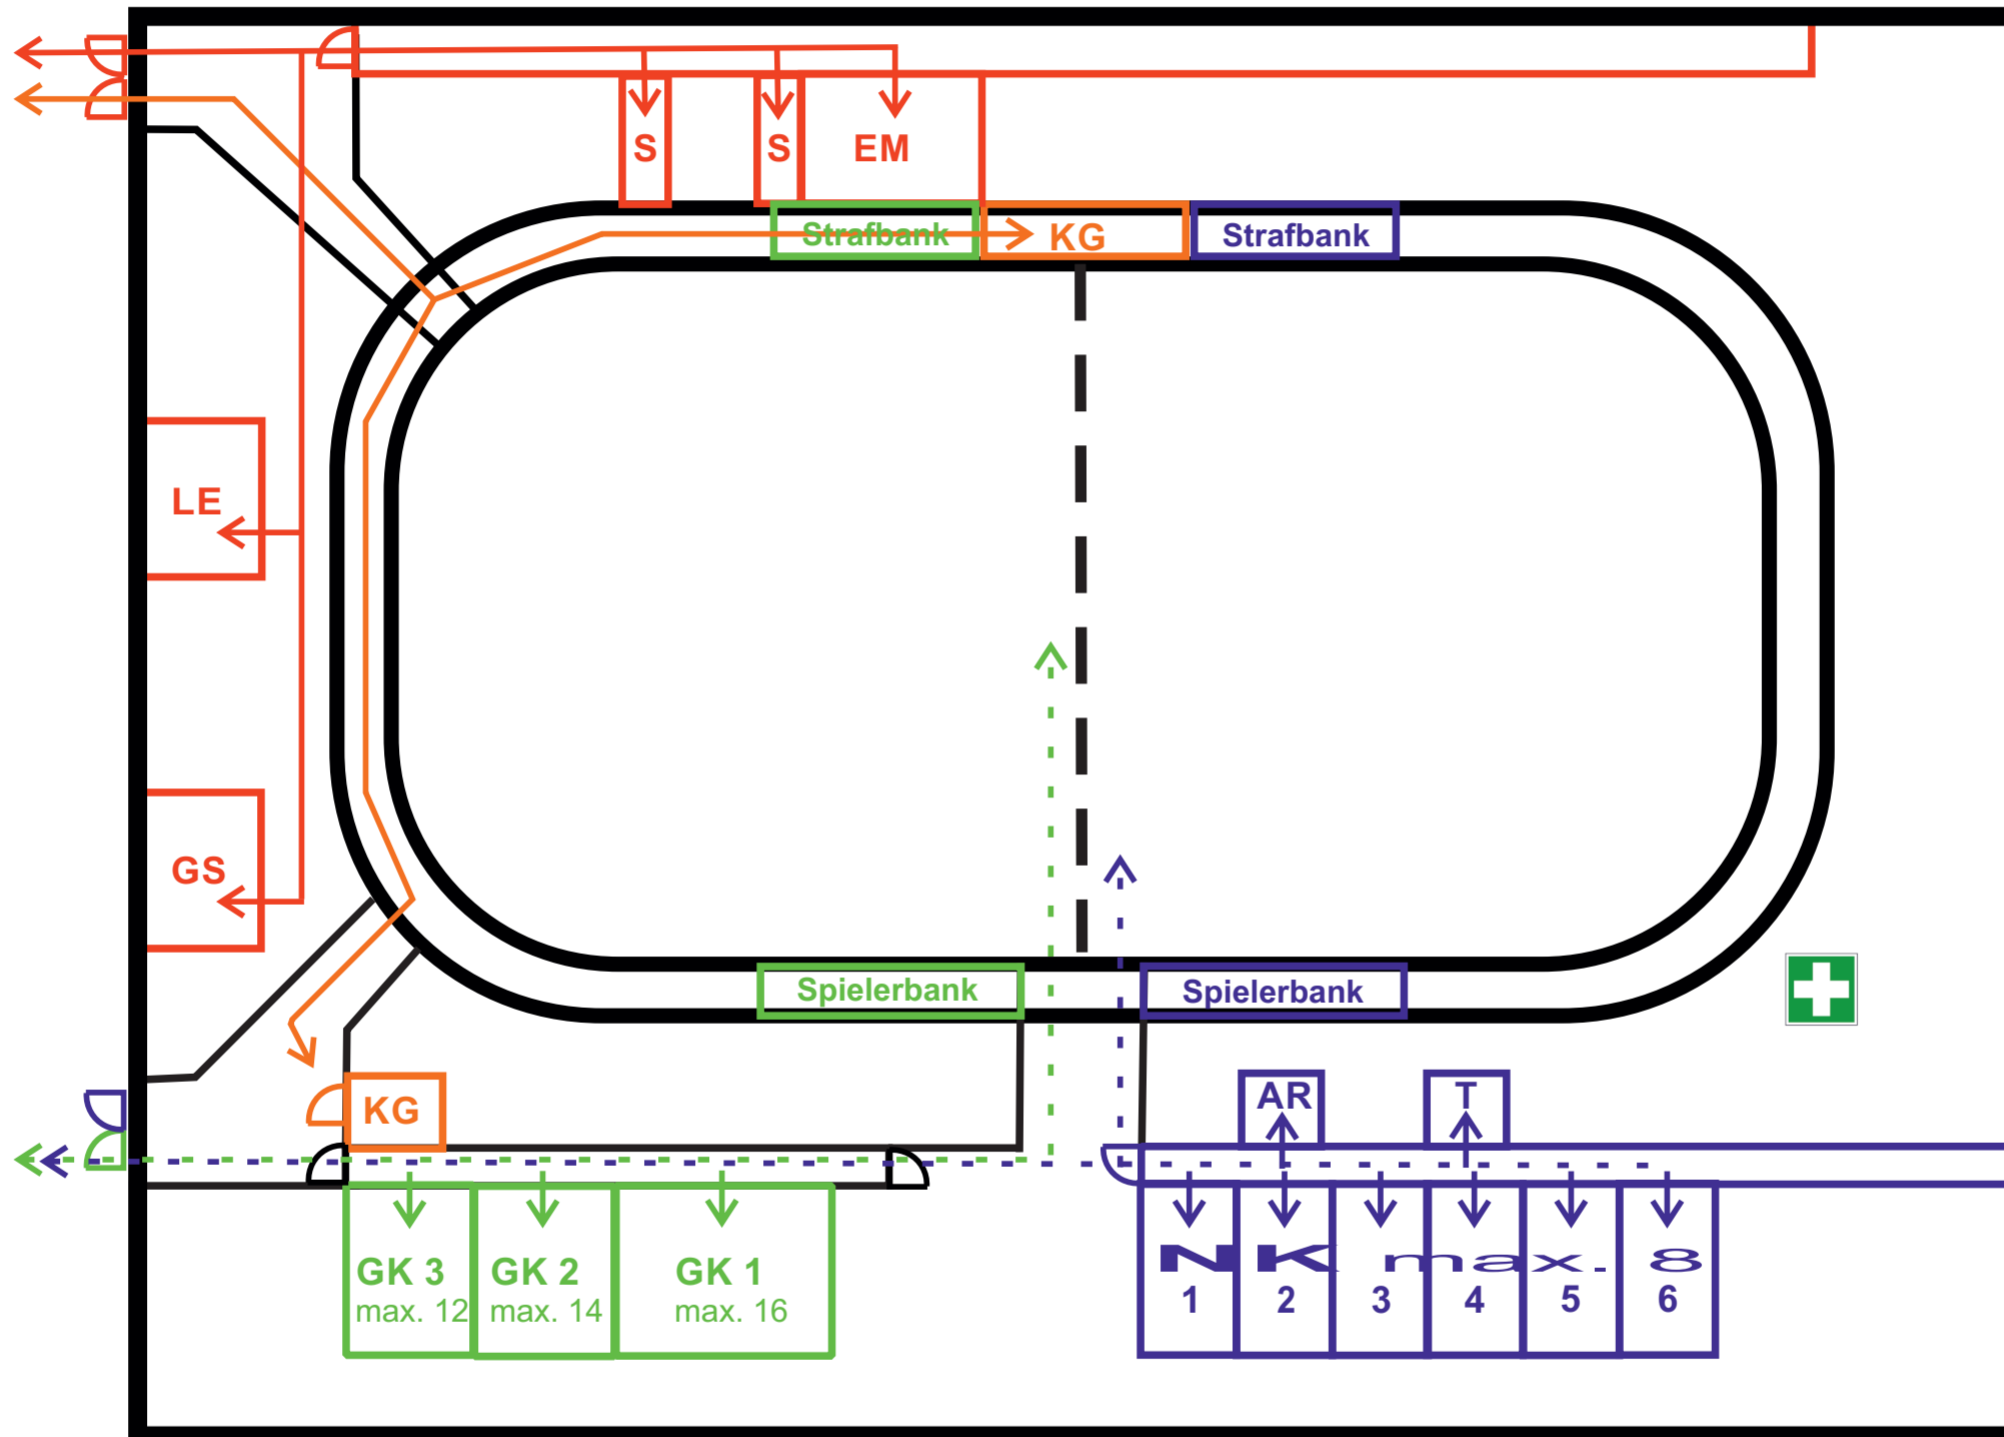 S
S
EM
Strafbank
KG
Strafbank
LE
GS
Spielerbank
Spielerbank
KG
AR
T
GK 3
max. 12
GK 2
max. 14
GK 1
max. 16
NK max. 8
1 2 3 4 5 6